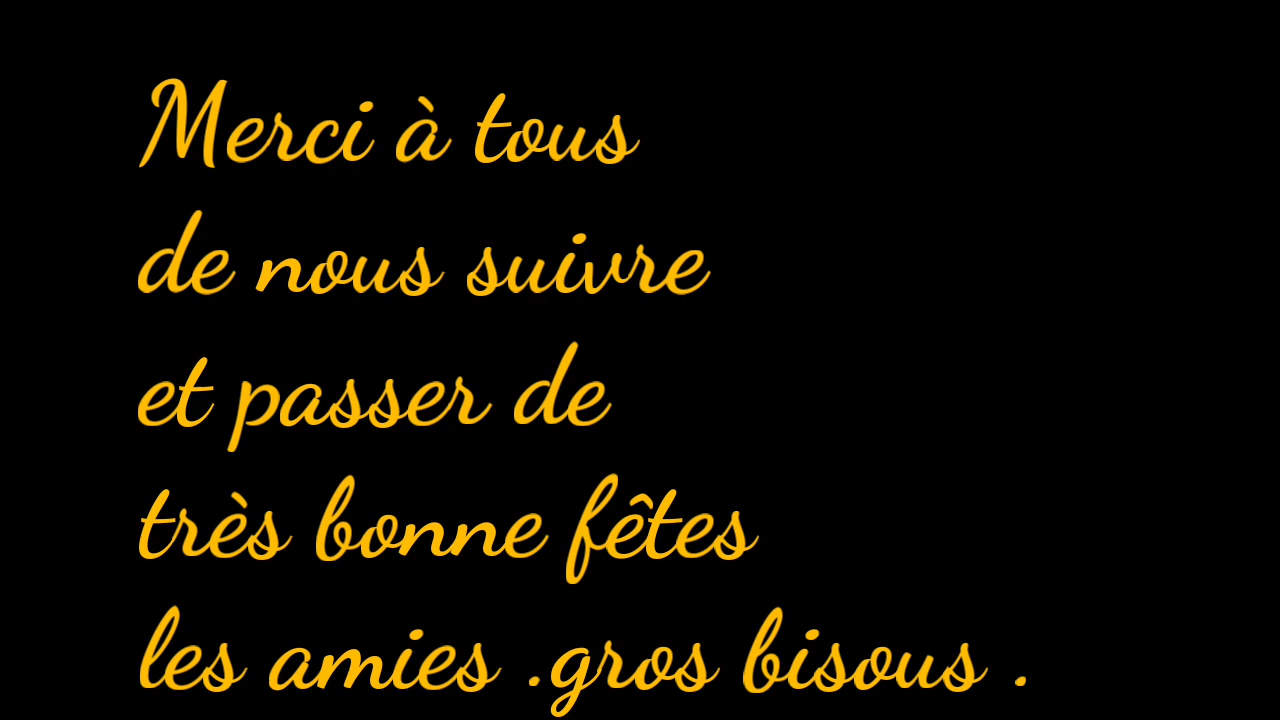 Merci à tous
de nous suivre
et passer de
très bonne fêtes
les amies .gros bisous .